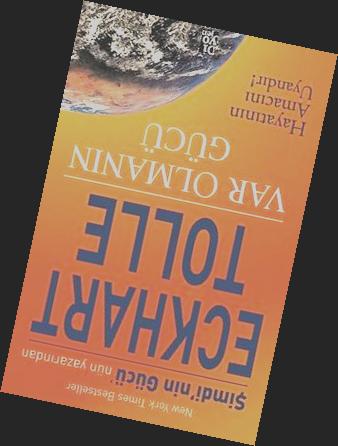 New York Times Bestseller
Şimdi'nin Gücü'nün yazarından
ECKHART
TOLLE
VAR OLMANIN
GÜCÜ
Hayatının
Amacını
Uyandır!